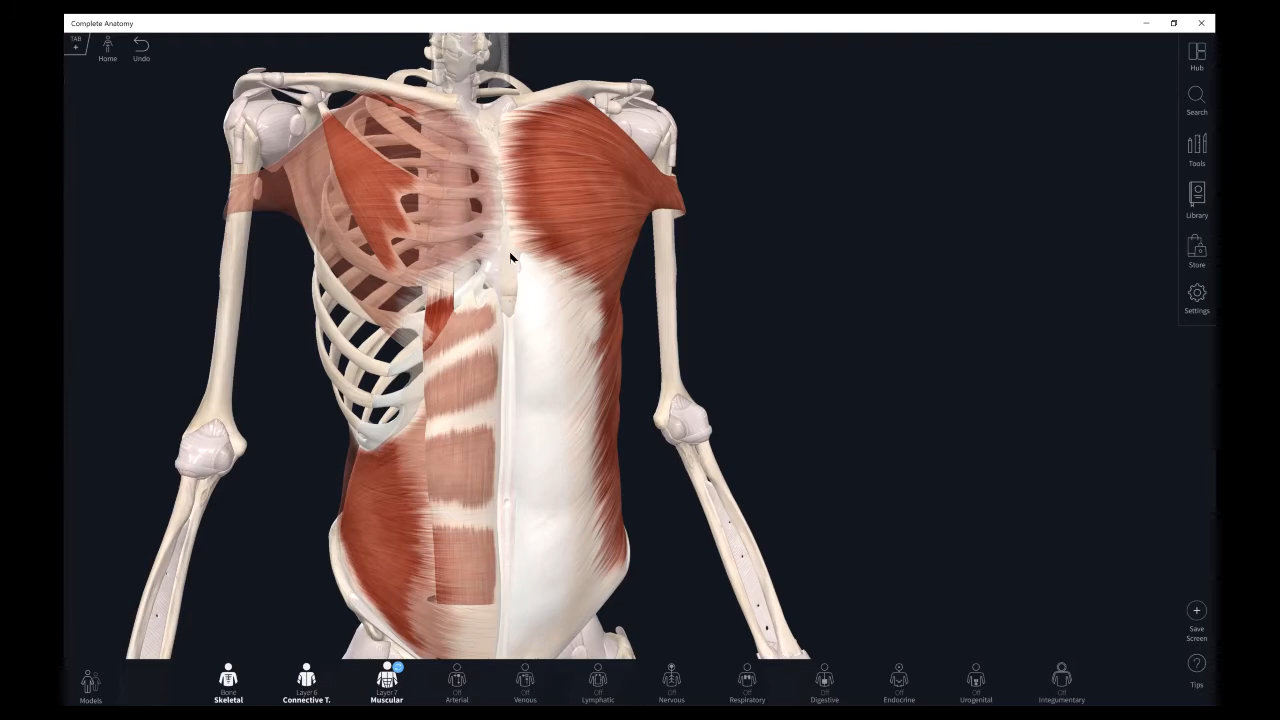 Complete Anatomy
TAB
+
Home
Undo
Hub
Search
Tools
Library
Store
Settings
Save
Screen
Tips
Models
Bone
Skeletal
Layer 6
Connective T.
Layer 7
Muscular
Off
Arterial
Off
Venous
Off
Lymphatic
Off
Nervous
Off
Respiratory
Off
Digestive
Off
Endocrine
Off
Urogenital
Off
Integumentary